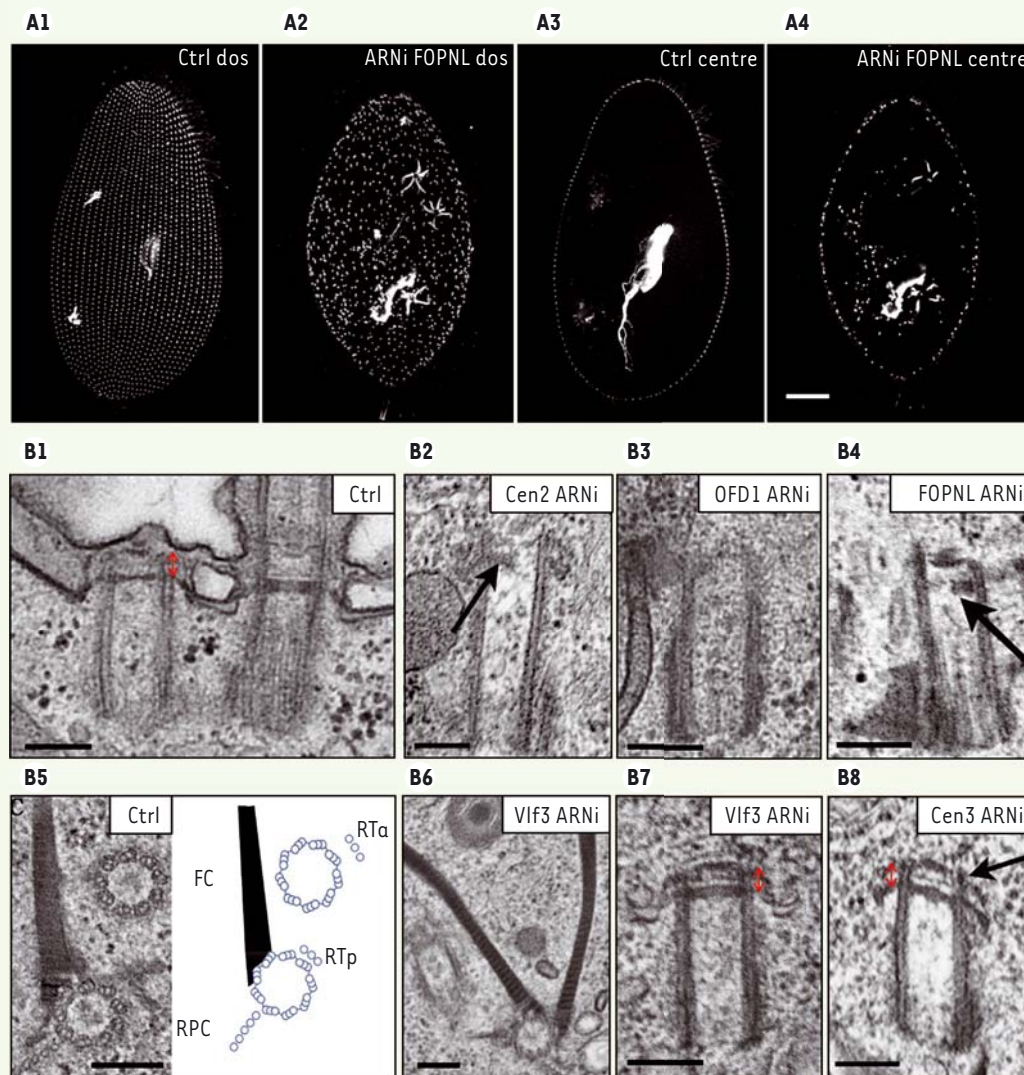 A1
A2
A3
A4
Ctrl dos
ARNi FOPNL dos
Ctrl centre
ARNi FOPNL centre
B1
B2
B3
B4
Ctrl
Cen2 ARNi
OFD1 ARNi
FOPNL ARNi
B5
B6
B7
B8
C
Ctrl
FC
RTa
RTp
RPC
Vlf3 ARNi
Vlf3 ARNi
Cen3 ARNi